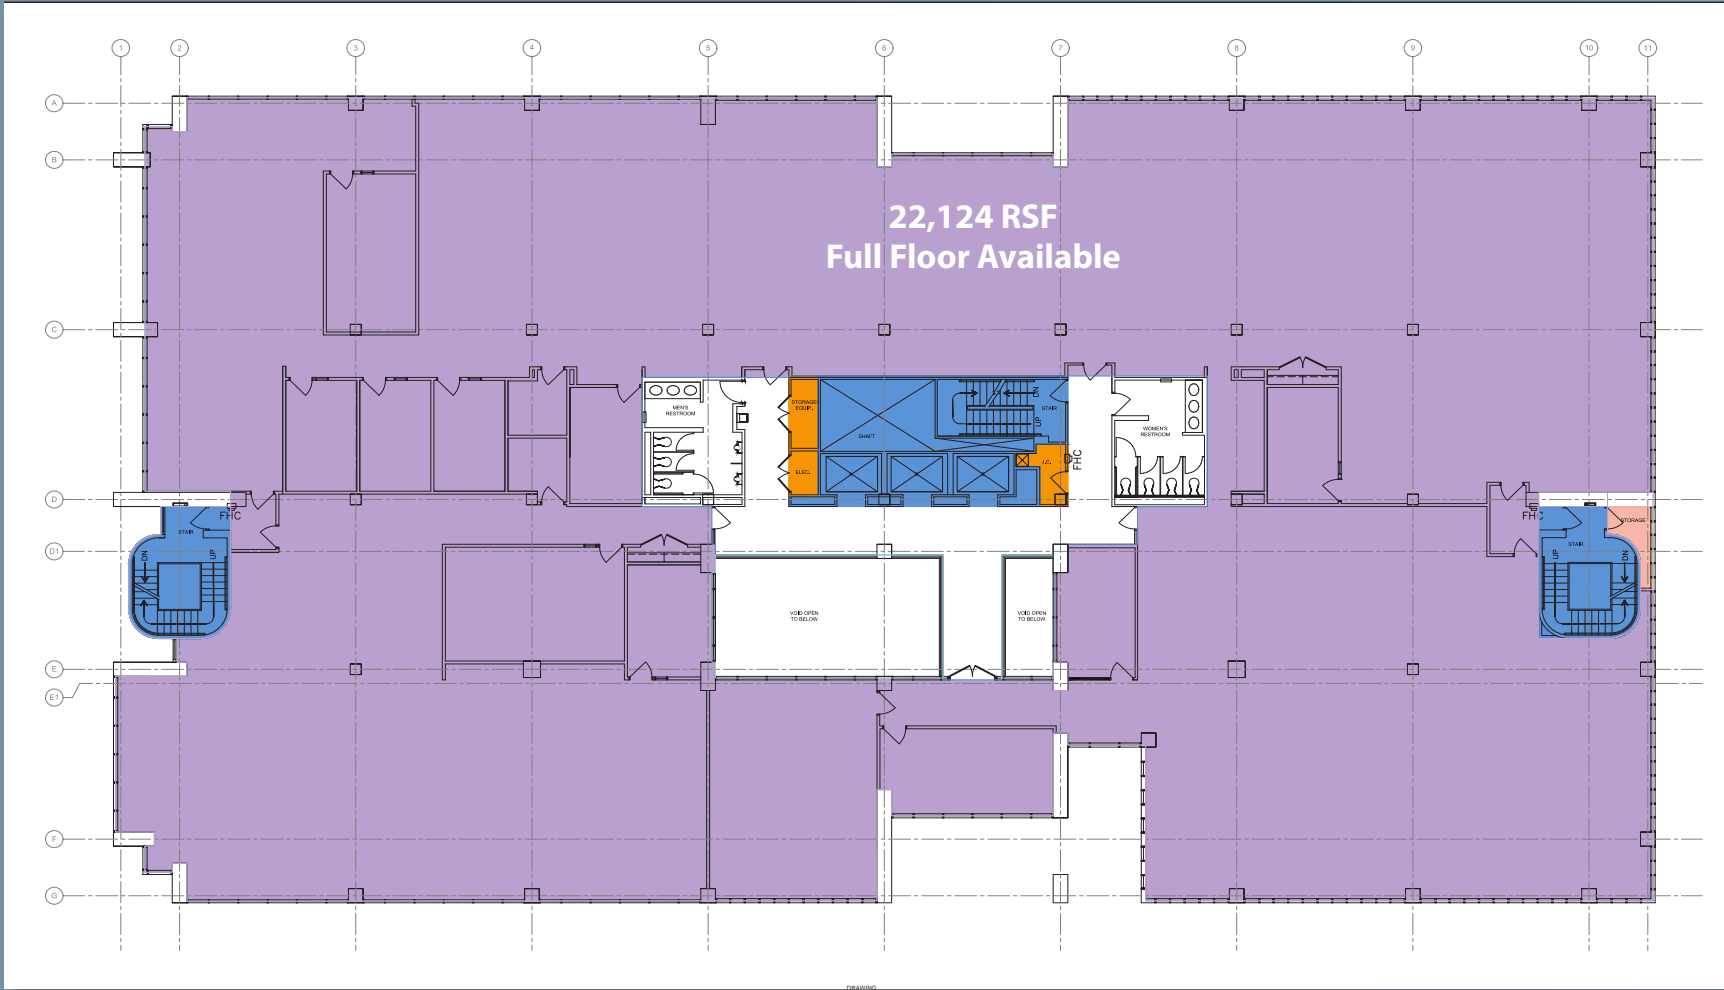 1 2 3 4 5 6 7 8 9 10 11
A
B
22,124 RSF
Full Floor Available
C
MEN'S
RESTROOM
STORAGE
EQUIP.
ELEC.
SHAFT
DN
UP
STAIR
J.C.
FHC
WOMEN'S
RESTROOM
D
FHC
STAIR
DN
UP
FHC
STORAGE
STAIR
UP
DN
D1
VOID OPEN
TO BELOW
VOID OPEN
TO BELOW
E
E1
F
G
DRAWING